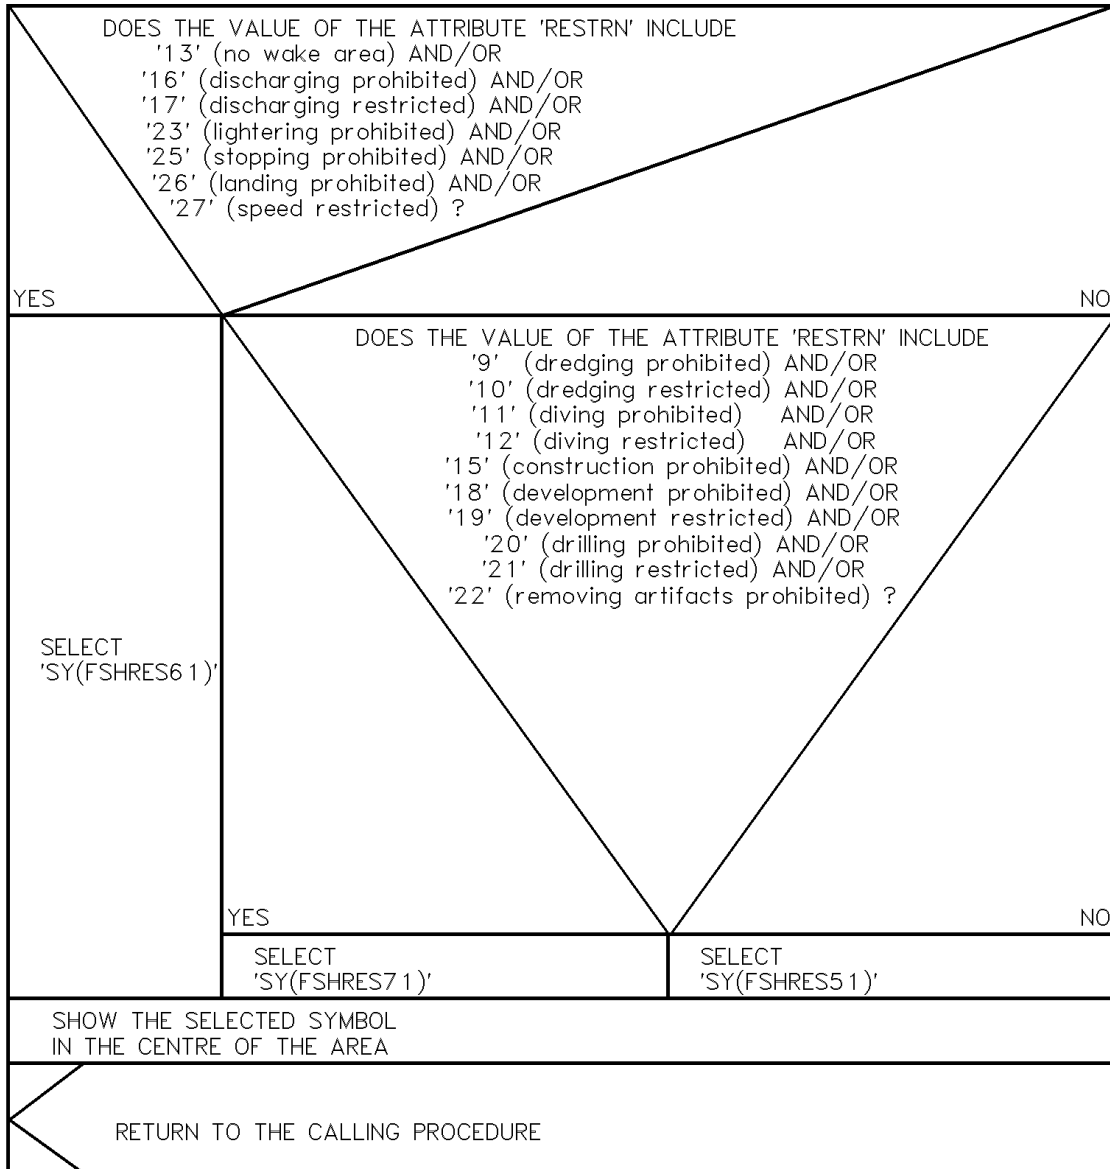 DOES THE VALUE OF THE ATTRIBUTE 'RESTRN' INCLUDE
'13' (no wake area) AND/OR
'16' (discharging prohibited) AND/OR
'17' (discharging restricted) AND/OR
'23' (lightering prohibited) AND/OR
'25' (stopping prohibited) AND/OR
'26' (landing prohibited) AND/OR
'27' (speed restricted) ?
YES
NO
DOES THE VALUE OF THE ATTRIBUTE 'RESTRN' INCLUDE
'9' (dredging prohibited) AND/OR
'10' (dredging restricted) AND/OR
'11' (diving prohibited) AND/OR
'12' (diving restricted) AND/OR
'15' (construction prohibited) AND/OR
'18' (development prohibited) AND/OR
'19' (development restricted) AND/OR
'20' (drilling prohibited) AND/OR
'21' (drilling restricted) AND/OR
'22' (removing artifacts prohibited) ?
SELECT
'SY(FSHRES61)'
YES
NO
SELECT
'SY(FSHRES71)'
SELECT
'SY(FSHRES51)'
SHOW THE SELECTED SYMBOL
IN THE CENTRE OF THE AREA
RETURN TO THE CALLING PROCEDURE